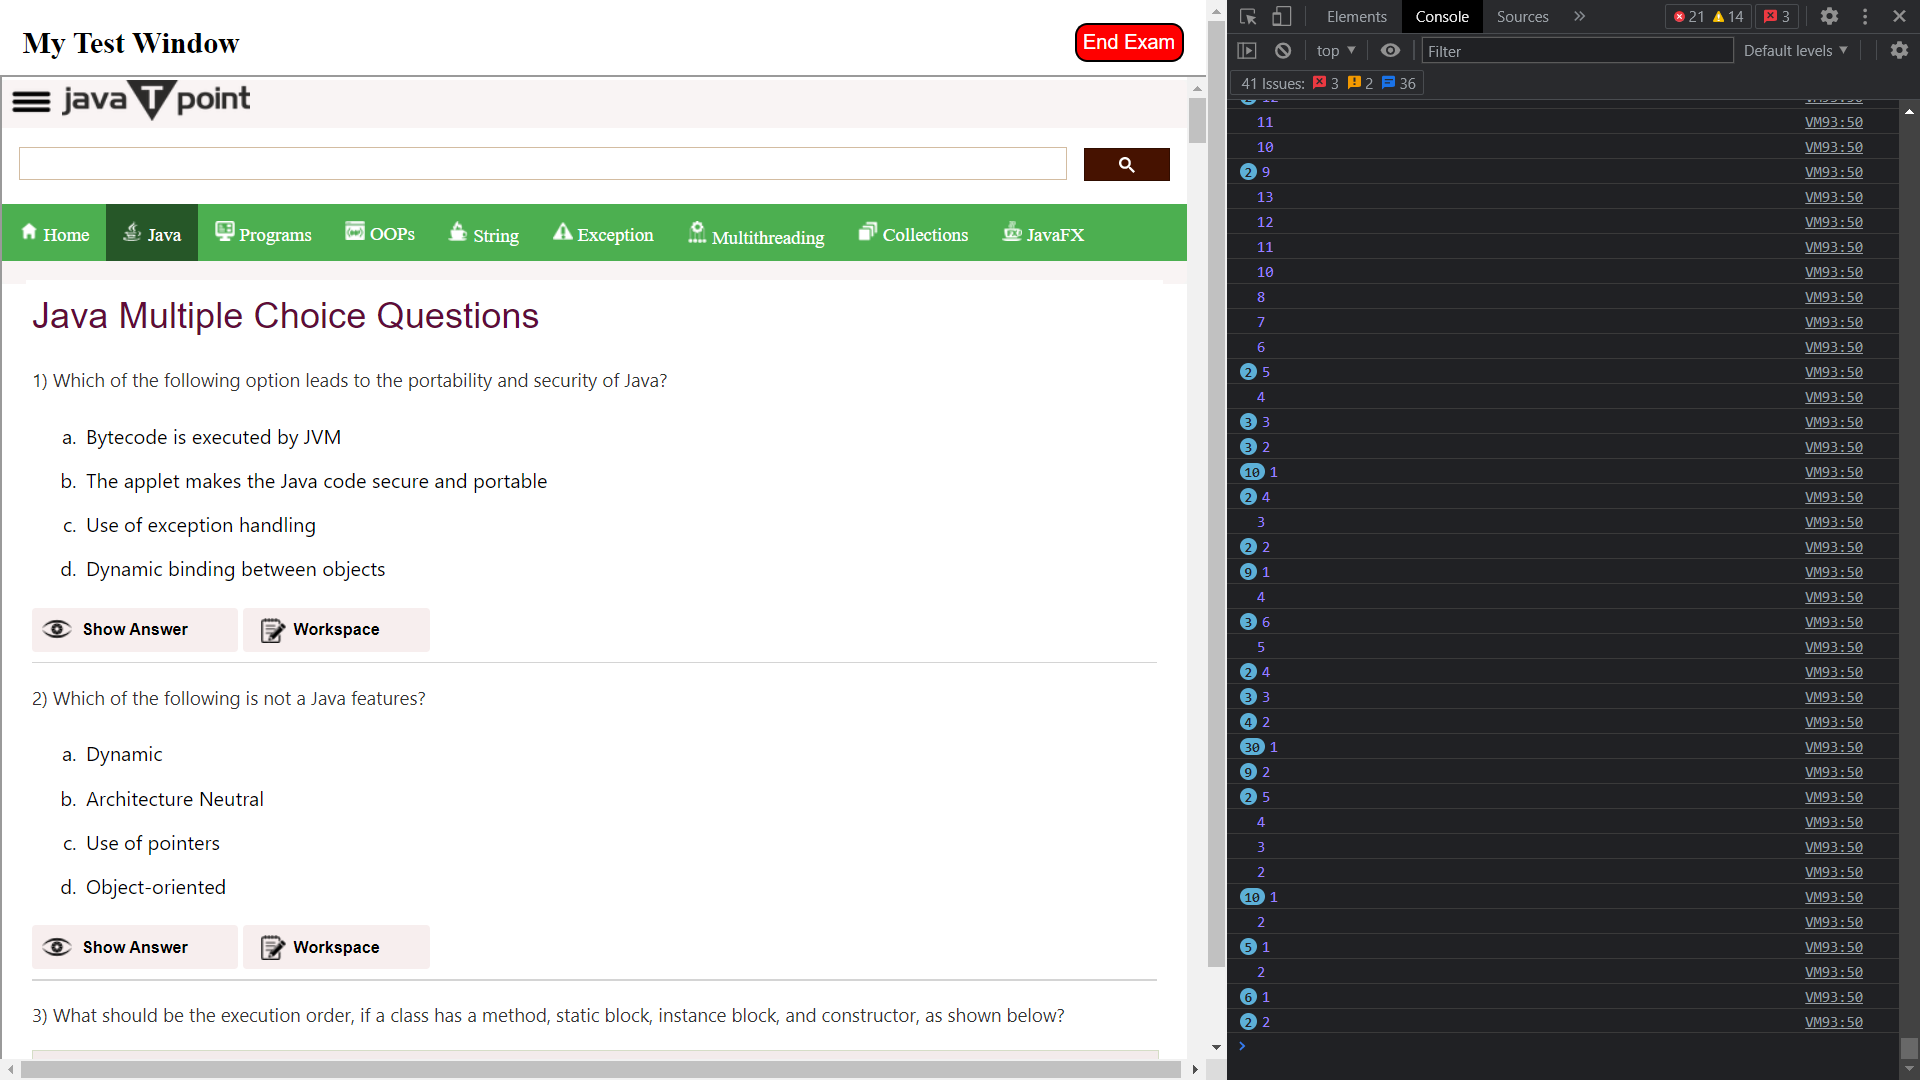 My Test Window
End Exam
java T point
Home
Java
Programs
OOPs
String
Exception
Multithreading
Collections
JavaFX
Java Multiple Choice Questions
1) Which of the following option leads to the portability and security of Java?
a. Bytecode is executed by JVM
b. The applet makes the Java code secure and portable
c. Use of exception handling
d. Dynamic binding between objects
Show Answer
Workspace
2) Which of the following is not a Java features?
a. Dynamic
b. Architecture Neutral
c. Use of pointers
d. Object-oriented
Show Answer
Workspace
3) What should be the execution order, if a class has a method, static block, instance block, and constructor, as shown below?
Elements
Console
Sources
21
14
3
top
Filter
Default levels
41 Issues:
3
2
36
11 VM93:50
10 VM93:50
2 9 VM93:50
13 VM93:50
12 VM93:50
11 VM93:50
10 VM93:50
8 VM93:50
7 VM93:50
6 VM93:50
2 5 VM93:50
4 VM93:50
3 3 VM93:50
3 2 VM93:50
10 1 VM93:50
2 4 VM93:50
3 VM93:50
2 2 VM93:50
9 1 VM93:50
4 VM93:50
3 6 VM93:50
5 VM93:50
2 4 VM93:50
3 3 VM93:50
4 2 VM93:50
30 1 VM93:50
9 2 VM93:50
2 5 VM93:50
4 VM93:50
3 VM93:50
2 VM93:50
10 1 VM93:50
2 VM93:50
5 1 VM93:50
2 VM93:50
6 1 VM93:50
2 2 VM93:50